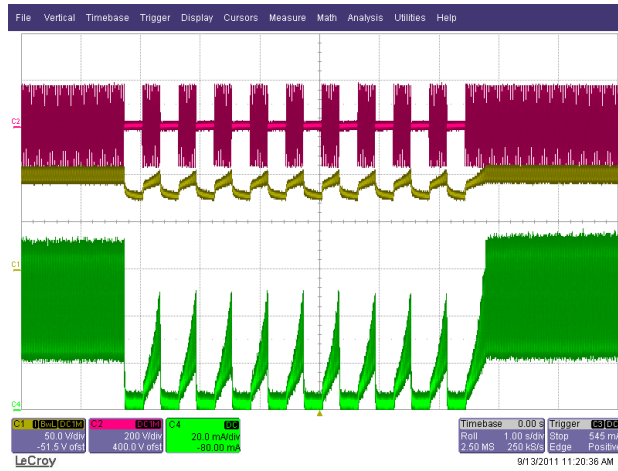 File Vertical Timebase Trigger Display Cursors Measure Math Analysis Utilities Help
C2
C1
C4
C1 BwL DC1M
50.0 V/div
-51.5 V ofst
C2 DC1M
200 V/div
400.0 V ofst
C4 DC
20.0 mA/div
-80.00 mA
Timebase 0.00 s
Roll 1.00 s/div
2.50 MS 250 kS/s
Trigger C3 DC
Stop 545 mA
Edge Positive
LeCroy
9/13/2011 11:20:36 AM